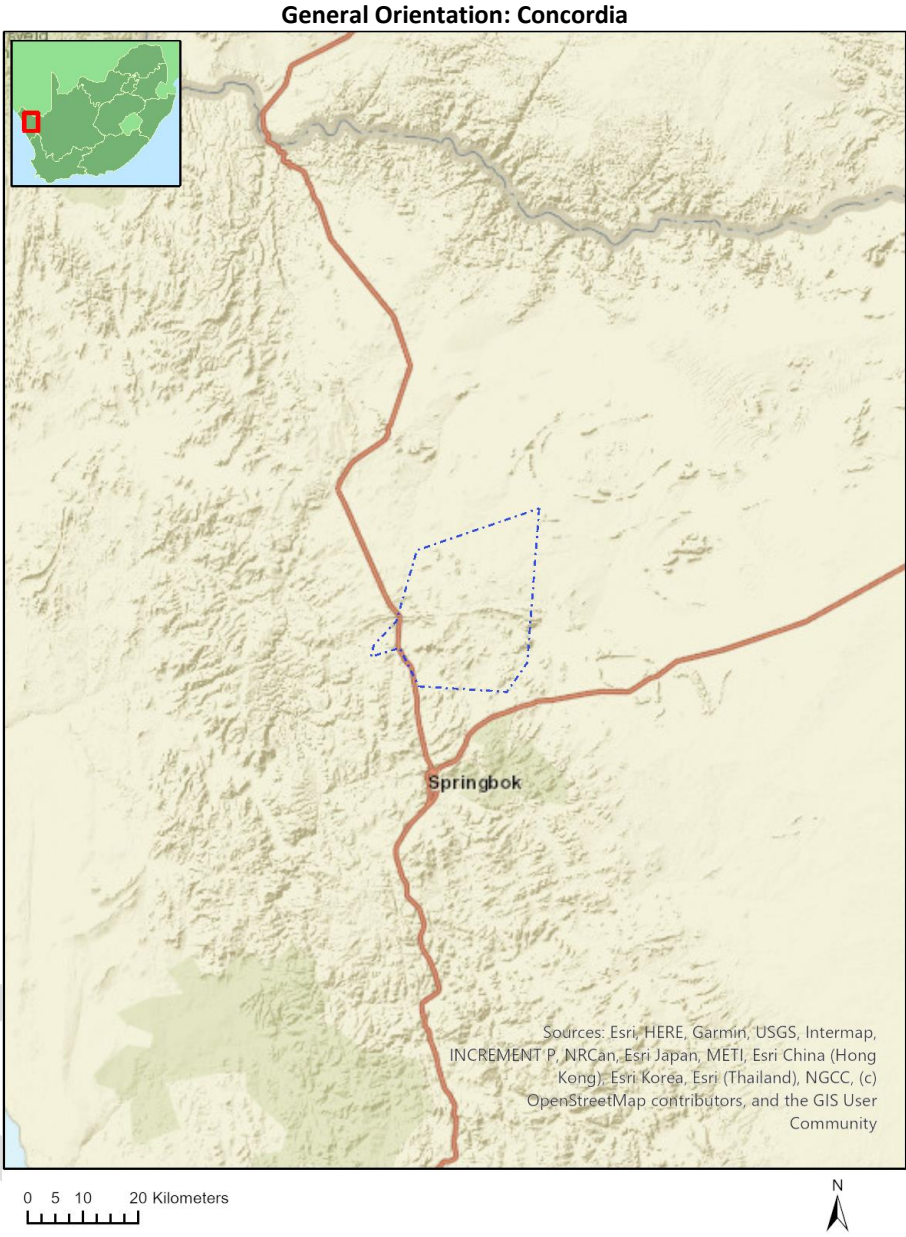 General Orientation: Concordia
Springbok
Sources: Esri, HERE, Garmin, USGS, Intermap,
INCREMENT P, NRCan, Esri Japan, METI, Esri China (Hong
Kong), Esri Korea, Esri (Thailand), NGCC, (c)
OpenStreetMap contributors, and the GIS User
Community
0 5 10 20 Kilometers
N